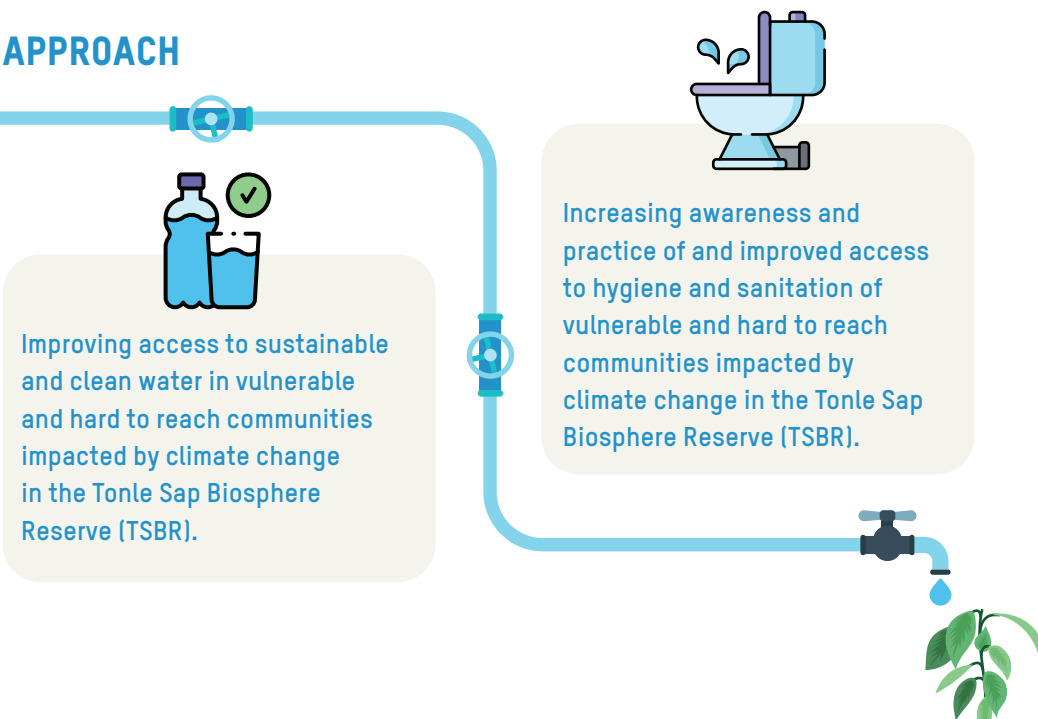 APPROACH
Improving access to sustainable
and clean water in vulnerable
and hard to reach communities
impacted by climate change
in the Tonle Sap Biosphere
Reserve (TSBR).
Increasing awareness and
practice of and improved access
to hygiene and sanitation of
vulnerable and hard to reach
communities impacted by
climate change in the Tonle Sap
Biosphere Reserve (TSBR).